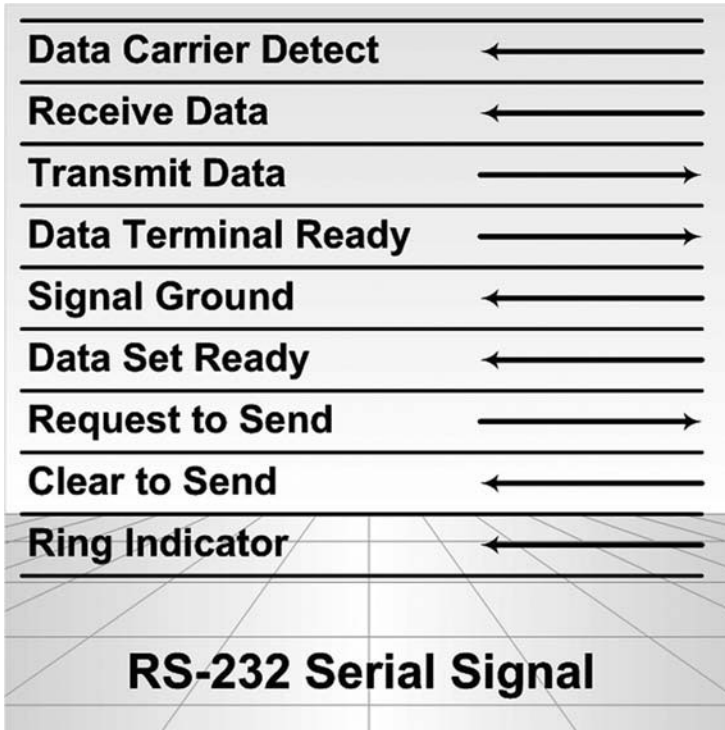 Data Carrier Detect
Receive Data
Transmit Data
Data Terminal Ready
Signal Ground
Data Set Ready
Request to Send
Clear to Send
Ring Indicator
RS-232 Serial Signal